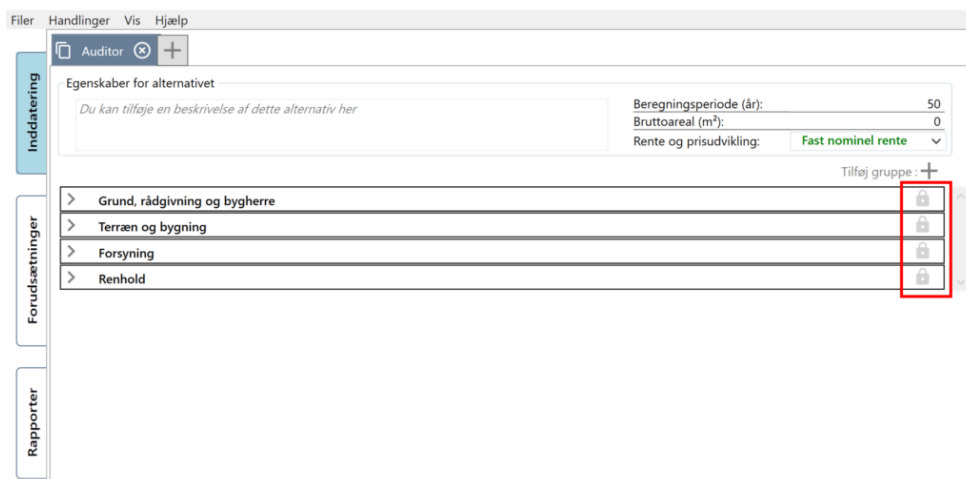 Filer Handlinger Vis Hjælp
Auditor
Inddatering
Egenskaber for alternativet
Du kan tilføje en beskrivelse af dette alternativ her
Beregningsperiode (år): 50
Bruttoareal (m²): 0
Rente og prisudvikling: Fast nominel rente
Tilføj gruppe :
Grund, rådgivning og bygherre
Terræn og bygning
Forsyning
Renhold
Forudsætninger
Rapporter